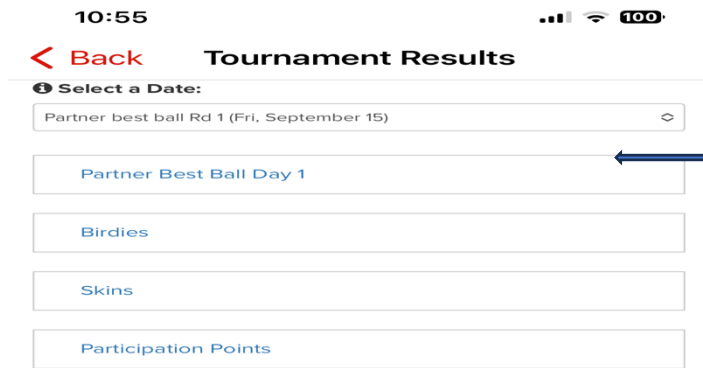 10:55
100
Back Tournament Results
Select a Date:
Partner best ball Rd 1 (Fri, September 15)
Partner Best Ball Day 1
Birdies
Skins
Participation Points